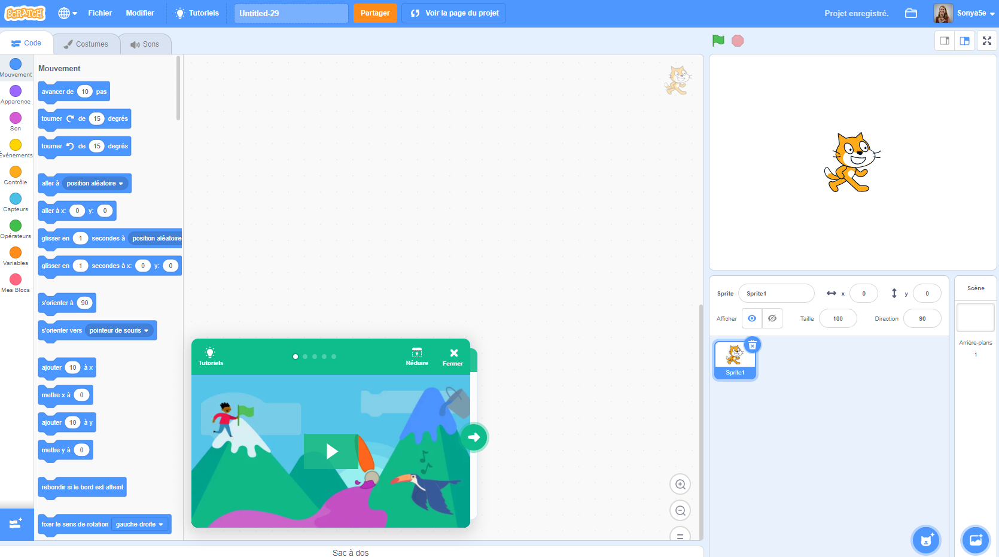 SCRATCH
Fichier
Modifier
Tutoriels
Untitled-29
Partager
Voir la page du projet
Projet enregistré.
Sonya5e
Code
Costumes
Sons
Mouvement
Apparence
Son
Événements
Contrôle
Capteurs
Opérateurs
Variables
Mes Blocs
Mouvement
avancer de 10 pas
tourner de 15 degrés
tourner de 15 degrés
aller à position aléatoire
aller à x: 0 y: 0
glisser en 1 secondes à position aléatoire
glisser en 1 secondes à x: 0 y: 0
s'orienter à 90
s'orienter vers pointeur de souris
ajouter 10 à x
mettre x à 0
ajouter 10 à y
mettre y à 0
rebondir si le bord est atteint
fixer le sens de rotation gauche-droite
Tutoriels
Réduire
Fermer
Sac à dos
Sprite Sprite1 x 0 y 0
Afficher Taille 100 Direction 90
Sprite1
Scène
Arrière-plans
1